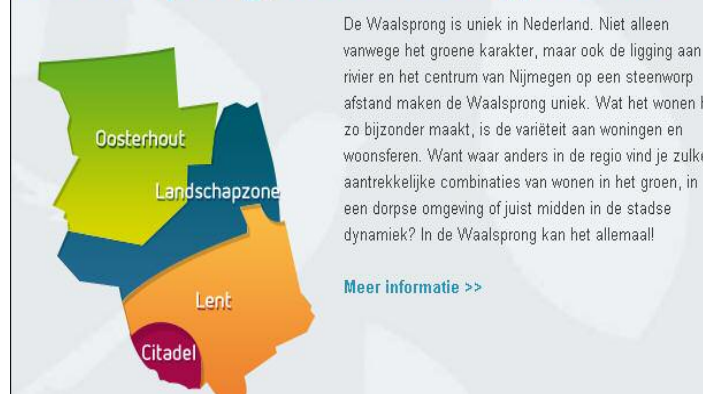 De Waalsprong is uniek in Nederland. Niet alleen
vanwege het groene karakter, maar ook de ligging aan
rivier en het centrum van Nijmegen op een steenworp
afstand maken de Waalsprong uniek. Wat het wonen
zo bijzonder maakt, is de variëteit aan woningen en
woonsferen. Want waar anders in de regio vind je
aantrekkelijke combinaties van wonen in het groen, in
een dorpse omgeving of juist midden in de stadse
dynamiek? In de Waalsprong kan het allemaal!
Meer informatie >>
Oosterhout
Landschapzone
Lent
Citadel